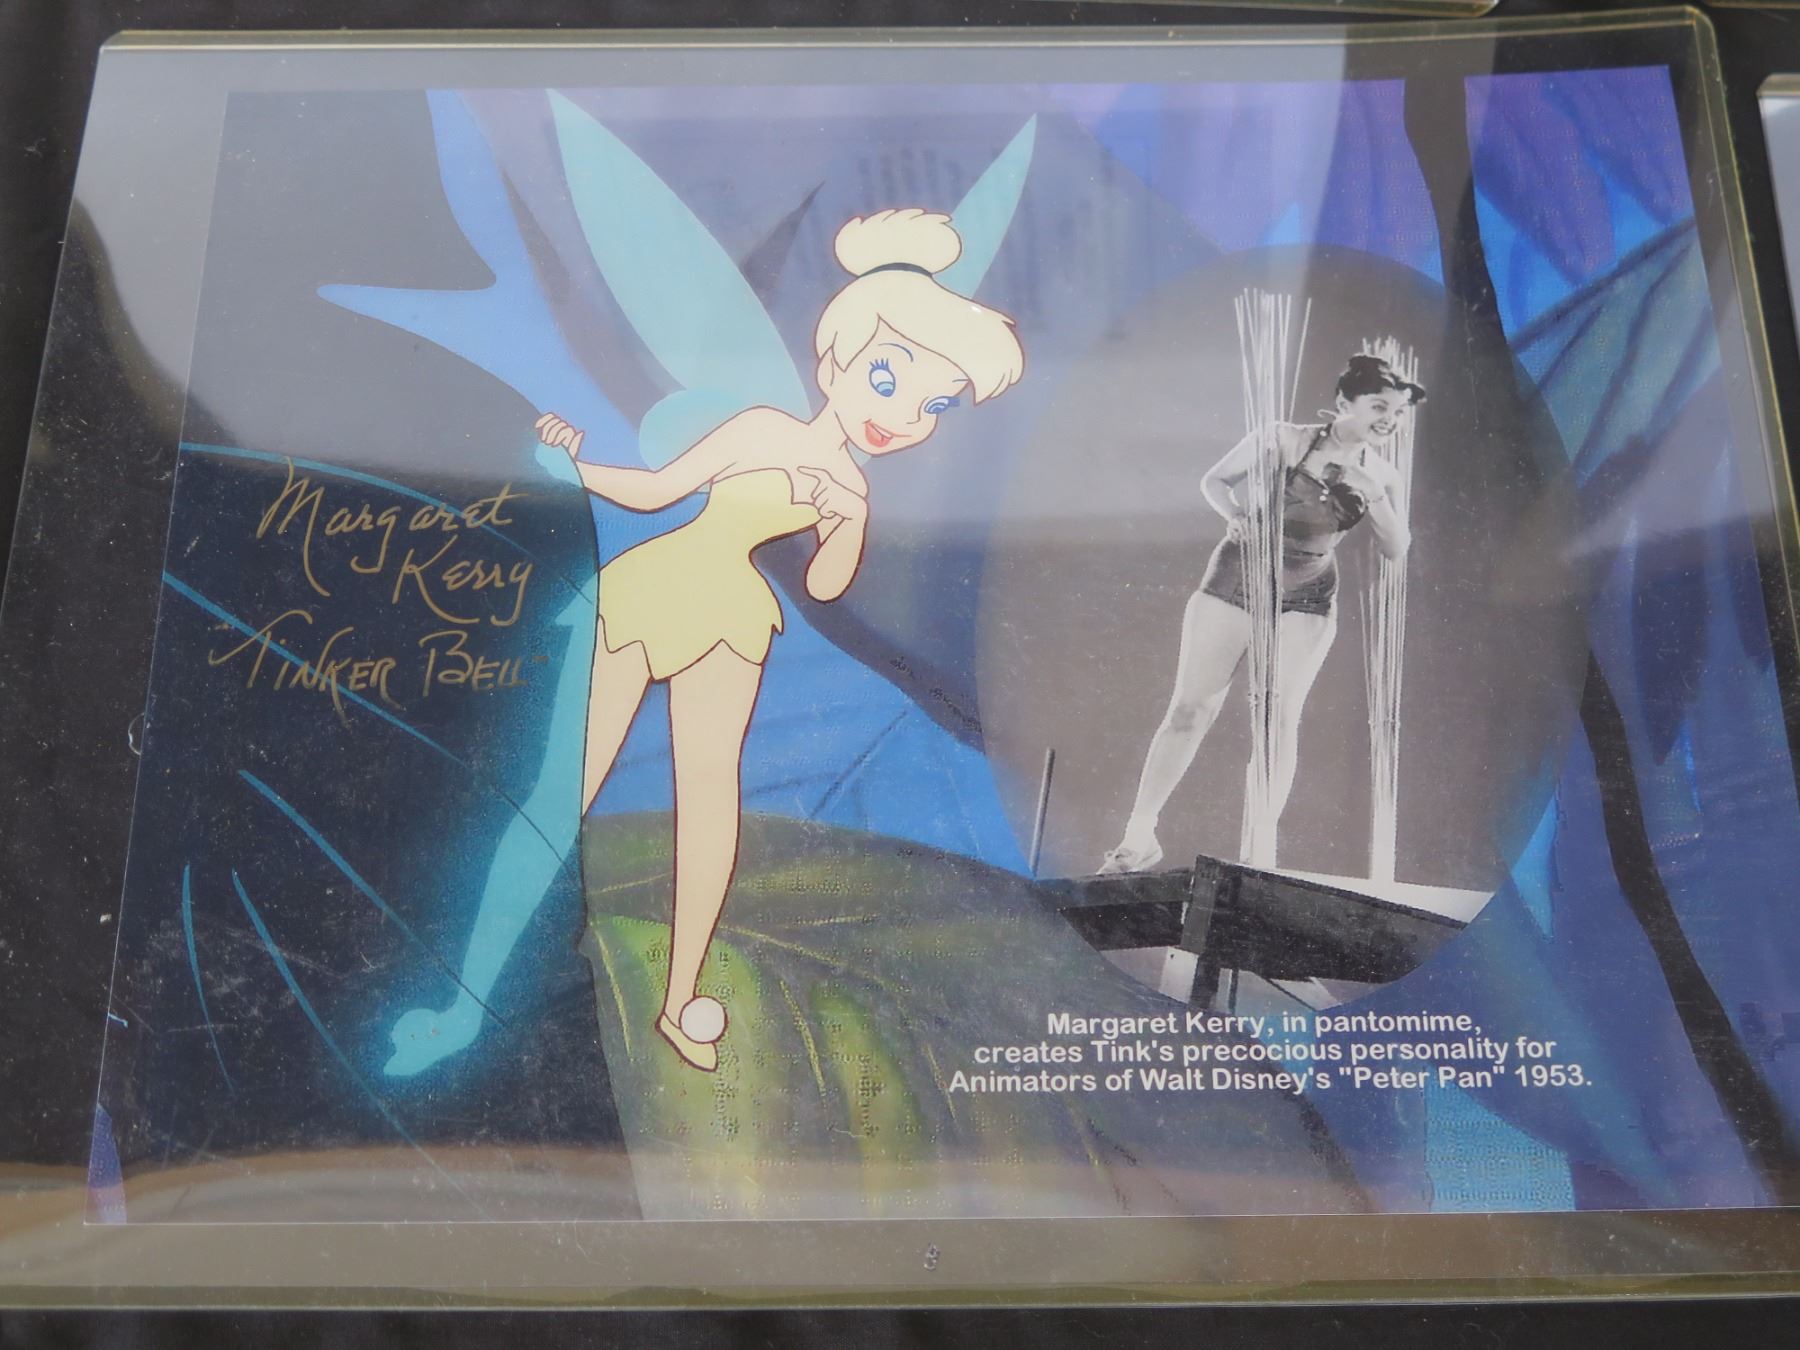 Margaret
Kerry
"Tinker Bell"
Margaret Kerry, in pantomime,
creates Tink's precocious personality for
Animators of Walt Disney's "Peter Pan" 1953.